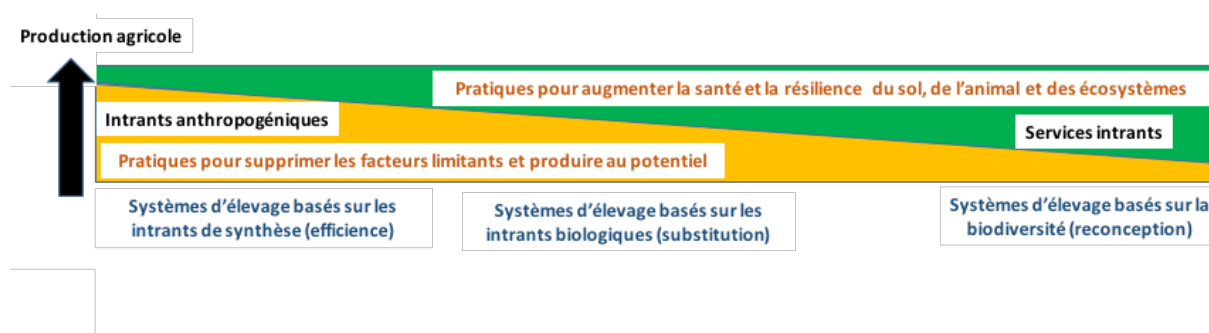 Production agricole
Pratiques pour augmenter la santé et la résilience du sol, de l'animal et des écosystèmes
Intrants anthropogéniques
Services intrants
Pratiques pour supprimer les facteurs limitants et produire au potentiel
Systèmes d'élevage basés sur les
intrants de synthèse (efficience)
Systèmes d'élevage basés sur les
intrants biologiques (substitution)
Systèmes d'élevage basés sur la
biodiversité (reconception)